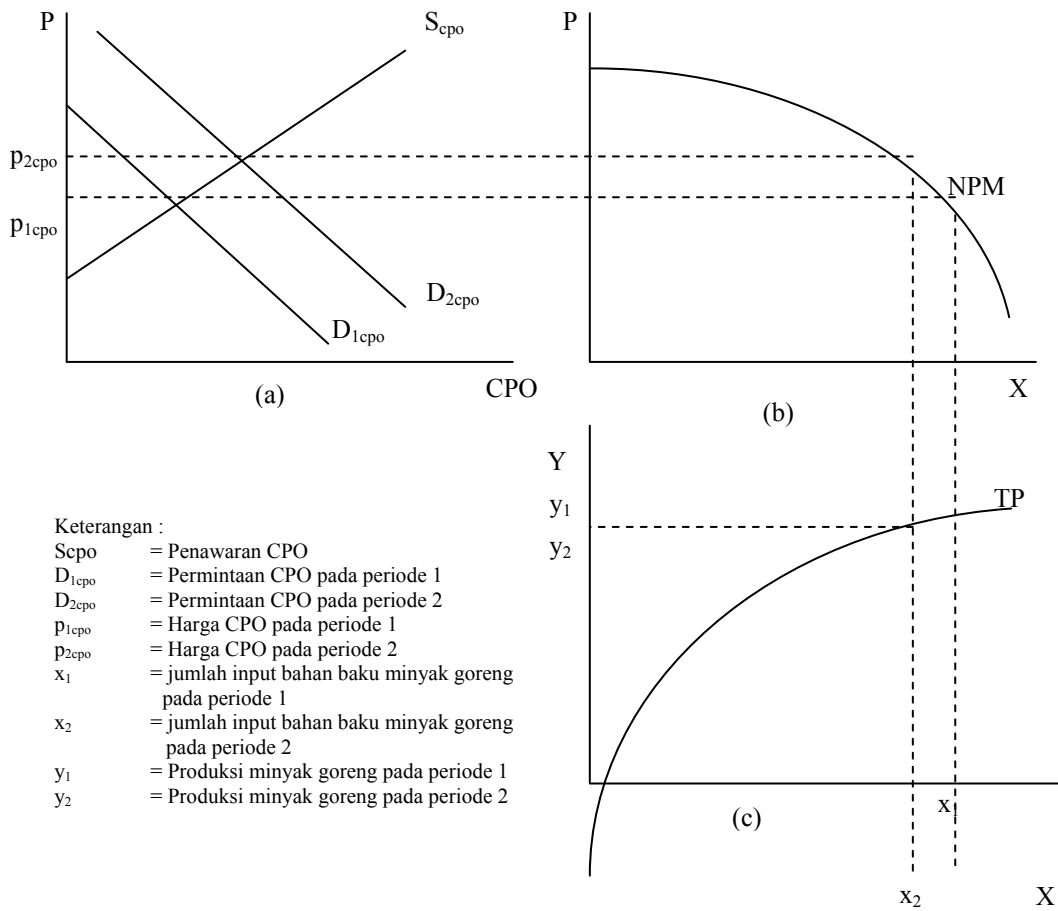 P
S_cpo
p_2cpo
p_1cpo
D_2cpo
D_1cpo
CPO
(a)
P
NPM
X
(b)
Y
y_1
TP
y_2
x_1
(c)
x_2
X
Keterangan :
Scpo = Penawaran CPO
D_1cpo = Permintaan CPO pada periode 1
D_2cpo = Permintaan CPO pada periode 2
p_1cpo = Harga CPO pada periode 1
p_2cpo = Harga CPO pada periode 2
x_1 = jumlah input bahan baku minyak goreng
pada periode 1
x_2 = jumlah input bahan baku minyak goreng
pada periode 2
y_1 = Produksi minyak goreng pada periode 1
y_2 = Produksi minyak goreng pada periode 2